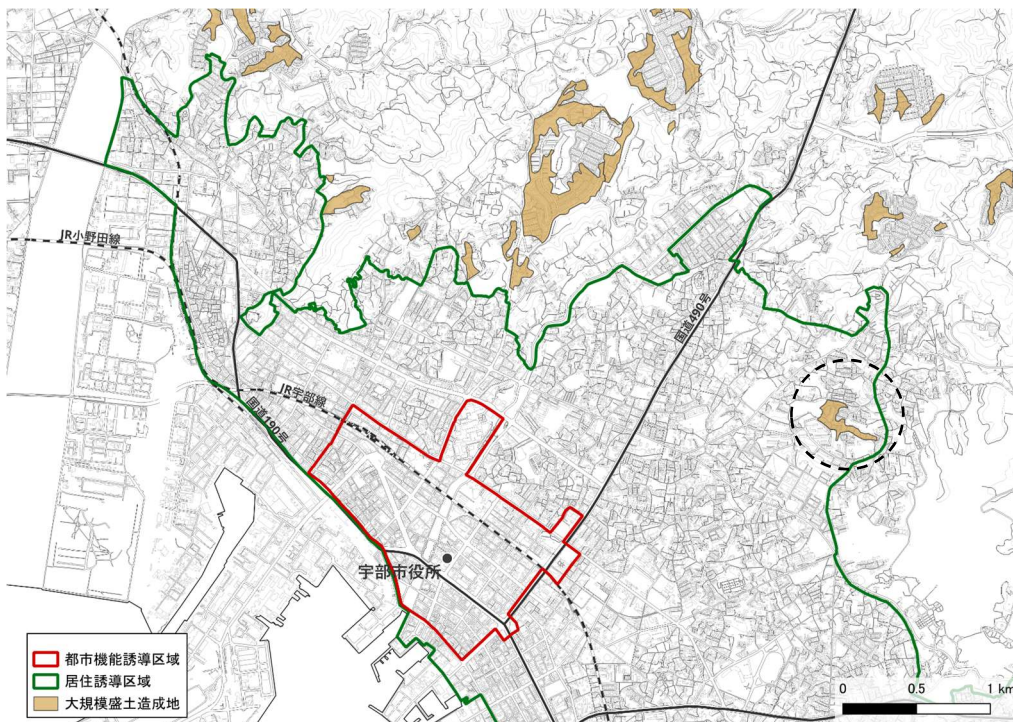 JR小野田線
国道490号
JR宇部線
国道190号
宇部市役所
都市機能誘導区域
居住誘導区域
大規模盛土造成地
0 0.5 1 km